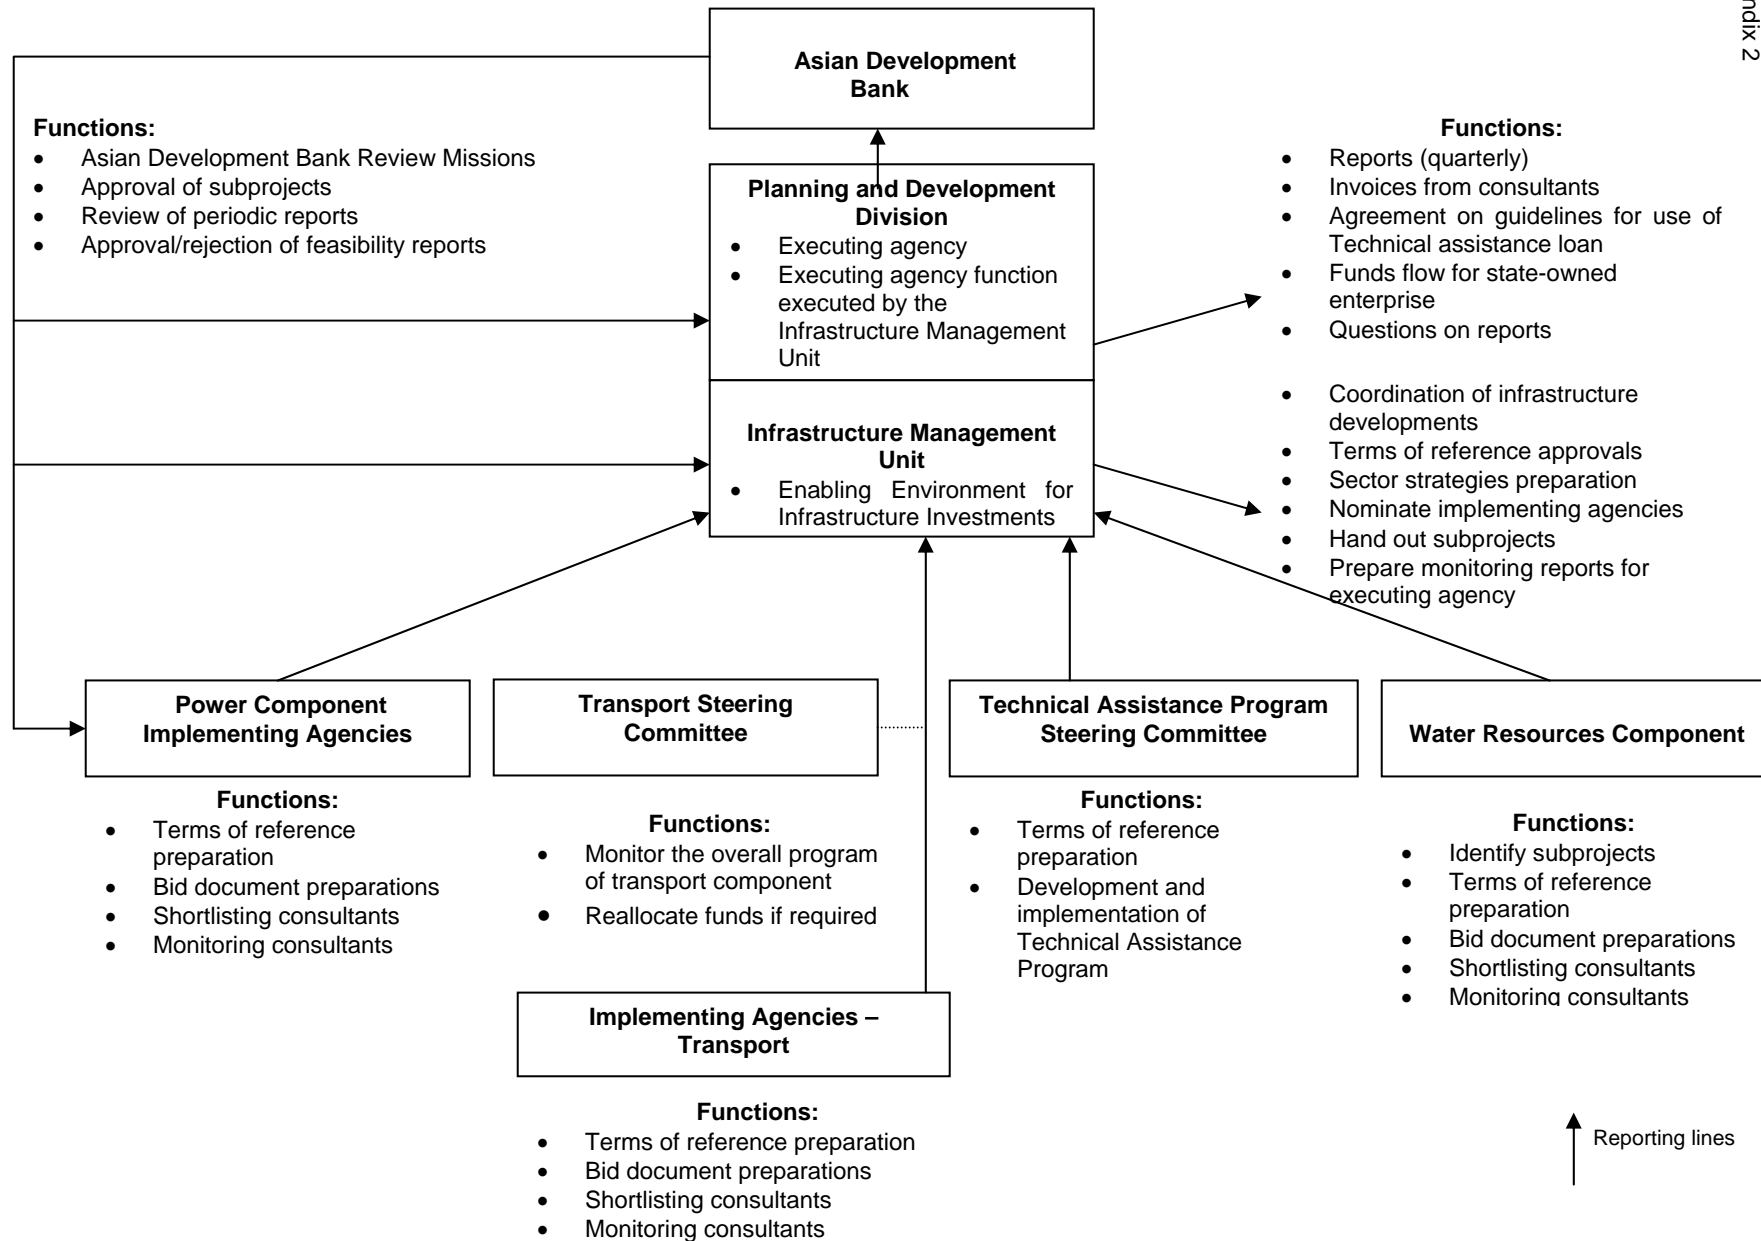 ndix 2
Asian Development
Bank
Functions:
• Asian Development Bank Review Missions
• Approval of subprojects
• Review of periodic reports
• Approval/rejection of feasibility reports
Planning and Development
Division
• Executing agency
• Executing agency function
executed by the
Infrastructure Management
Unit
Functions:
• Reports (quarterly)
• Invoices from consultants
• Agreement on guidelines for use of
Technical assistance loan
• Funds flow for state-owned
enterprise
• Questions on reports
Infrastructure Management
Unit
• Enabling Environment for
Infrastructure Investments
• Coordination of infrastructure
developments
• Terms of reference approvals
• Sector strategies preparation
• Nominate implementing agencies
• Hand out subprojects
• Prepare monitoring reports for
executing agency
Power Component
Implementing Agencies
Functions:
• Terms of reference
preparation
• Bid document preparations
• Shortlisting consultants
• Monitoring consultants
Transport Steering
Committee
Functions:
• Monitor the overall program
of transport component
• Reallocate funds if required
Technical Assistance Program
Steering Committee
Functions:
• Terms of reference
preparation
• Development and
implementation of
Technical Assistance
Program
Water Resources Component
Functions:
• Identify subprojects
• Terms of reference
preparation
• Bid document preparations
• Shortlisting consultants
• Monitoring consultants
Implementing Agencies –
Transport
Functions:
• Terms of reference preparation
• Bid document preparations
• Shortlisting consultants
• Monitoring consultants
Reporting lines